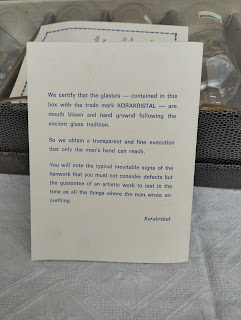 We certify that the glasses — contained in this
box with the trade mark KORAKRISTAL — are
mouth blown and hand growed following the
ancient glass tradition.
So we obtain a transparent and fine execution
that only the man's hand can reach.
You will note the typical inevitable signs of the
hanwork that you must not consider defects but
the guarantee of an artistic work to last in the
time as all the things where the man wrote so-
mething.
Korakristal